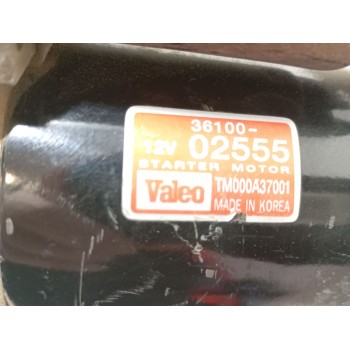 36100-
12V 02555
STARTER MOTOR
Valeo TM000A37001
MADE IN KOREA